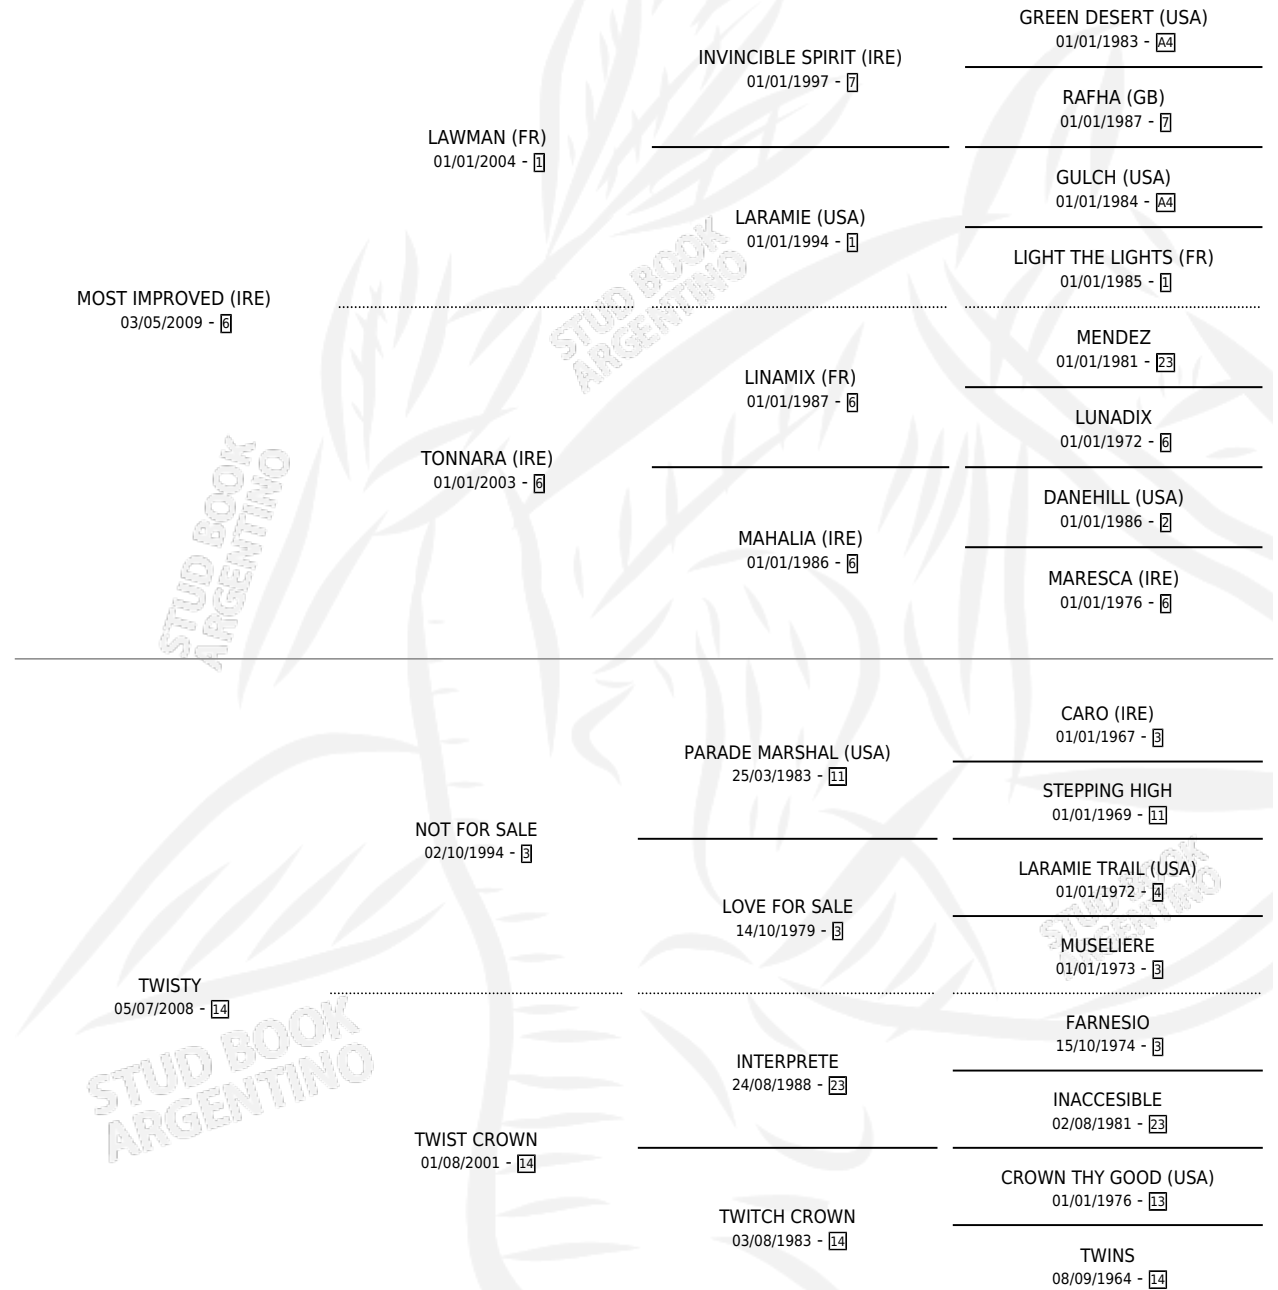 GREEN DESERT (USA)
01/01/1983 - A4
INVINCIBLE SPIRIT (IRE)
01/01/1997 - 7
RAFHA (GB)
01/01/1987 - 7
LAWMAN (FR)
01/01/2004 - 1
GULCH (USA)
01/01/1984 - A4
LARAMIE (USA)
01/01/1994 - 1
LIGHT THE LIGHTS (FR)
01/01/1985 - 1
MOST IMPROVED (IRE)
03/05/2009 - 6
MENDEZ
01/01/1981 - 23
LINAMIX (FR)
01/01/1987 - 6
LUNADIX
01/01/1972 - 6
TONNARA (IRE)
01/01/2003 - 6
DANEHILL (USA)
01/01/1986 - 2
MAHALIA (IRE)
01/01/1986 - 6
MARESCA (IRE)
01/01/1976 - 6
CARO (IRE)
01/01/1967 - 3
PARADE MARSHAL (USA)
25/03/1983 - 11
STEPPING HIGH
01/01/1969 - 11
NOT FOR SALE
02/10/1994 - 3
LARAMIE TRAIL (USA)
01/01/1972 - 4
LOVE FOR SALE
14/10/1979 - 3
MUSELIERE
01/01/1973 - 3
TWISTY
05/07/2008 - 14
FARNESIO
15/10/1974 - 3
INTERPRETE
24/08/1988 - 23
INACCESIBLE
02/08/1981 - 23
TWIST CROWN
01/08/2001 - 14
CROWN THY GOOD (USA)
01/01/1976 - 13
TWITCH CROWN
03/08/1983 - 14
TWINS
08/09/1964 - 14
STUD BOOK
ARGENTINO
STUD BOOK
ARGENTINO
STUD BOOK
ARGENTINO
STUD BOOK
ARGENTINO